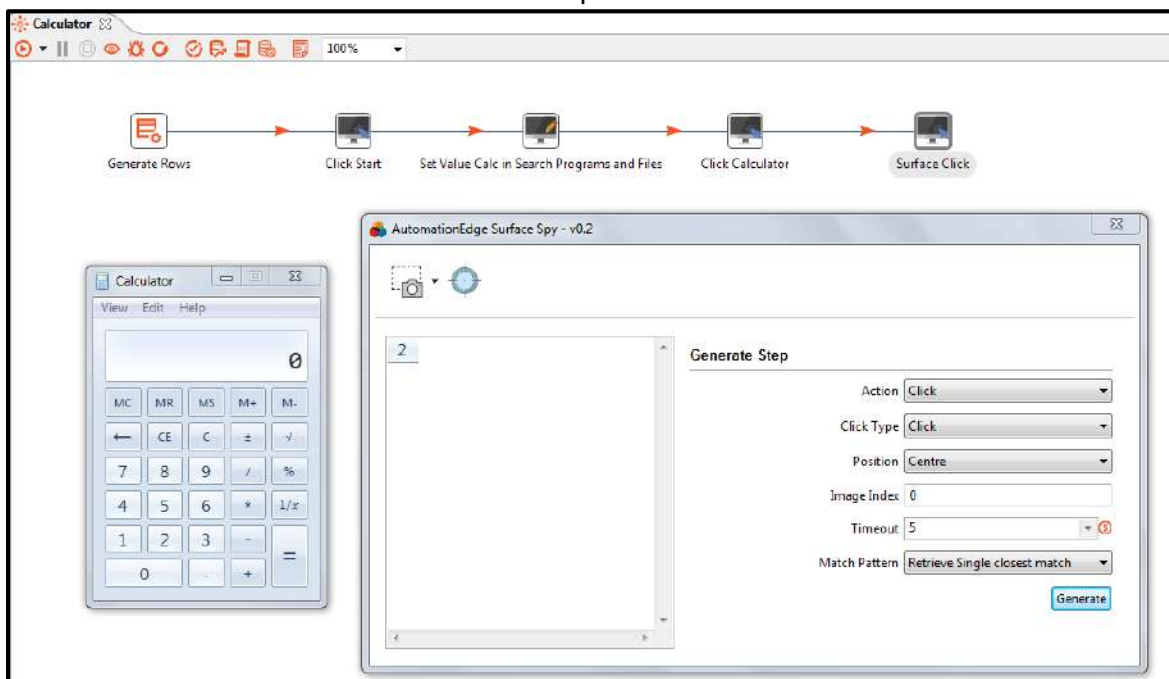 Calculator
100%
Generate Rows
Click Start
Set Value Calc in Search Programs and Files
Click Calculator
Surface Click
AutomationEdge Surface Spy - v0.2
Calculator
View Edit Help
0
MC MR MS M+ M-
← CE C ± √
7 8 9 / %
4 5 6 * 1/x
1 2 3 - =
0 . +
2
Generate Step
Action Click
Click Type Click
Position Centre
Image Index 0
Timeout 5
Match Pattern Retrieve Single closest match
Generate